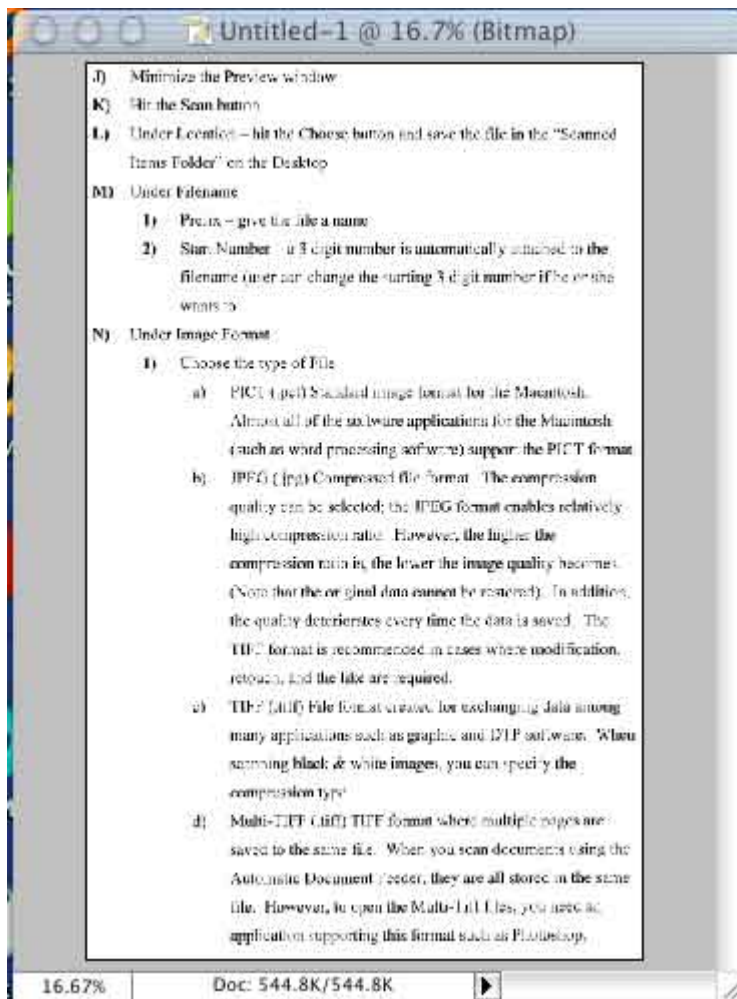 Untitled-1 @ 16.7% (Bitmap)
J) Minimize the Preview window
K) Hit the Scan button
L) Under Location – hit the Choose button and save the file in the "Scanned
Items Folder" on the Desktop
M) Under Filename
1) Prefix – give the file a name
2) Start Number – a 3 digit number is automatically attained to the
filename (user can change the starting 3 digit number if he or she
wants to
N) Under Image Format
1) Choose the type of File
a) PICT (.pct) Standard image format for the Macintosh.
Almost all of the software applications for the Macintosh
(such as word processing software) support the PICT format
b) JPEG (.jpg) Compressed file format. The compression
quality can be selected; the JPEG format enables relatively
high compression ratio. However, the higher the
compression ratio is, the lower the image quality becomes.
(Note that the original data cannot be restored). In addition,
the quality deteriorates every time the data is saved. The
TIFF format is recommended in cases where modification,
retouch, and the like are required.
c) TIFF (.tiff) File format created for exchanging data among
many applications such as graphic and DTP software. When
scanning black & white images, you can specify the
compression type
d) Multi-TIFF (.tiff) TIFF format where multiple pages are
saved to the same file. When you scan documents using the
Automatic Document Feeder, they are all stored in the same
file. However, to open the Multi-Tiff files, you need an
application supporting this format such as Photoshop.
16.67% Doc: 544.8K/544.8K